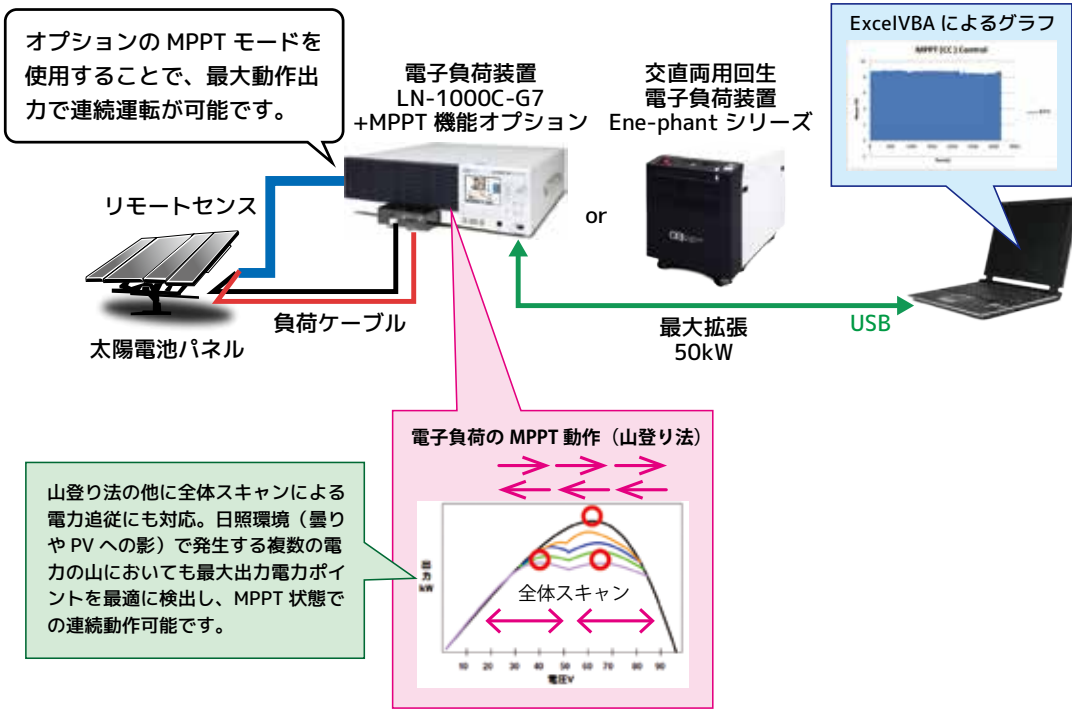 オプションの MPPT モードを
使用することで、最大動作出
力で連続運転が可能です。
電子負荷装置
LN-1000C-G7
+MPPT 機能オプション
交直両用回生
電子負荷装置
Ene-phant シリーズ
ExcelVBA によるグラフ
MPPT (CC) Control
リモートセンス
or
負荷ケーブル
太陽電池パネル
最大拡張
50kW
USB
電子負荷の MPPT 動作（山登り法）
山登り法の他に全体スキャンによる
電力追従にも対応。日照環境（曇り
や PV への影）で発生する複数の電
力の山においても最大出力電力ポイ
ントを最適に検出し、MPPT 状態で
の連続動作可能です。
出
力
kW
全体スキャン
10 20 30 40 50 60 70 80 90
電圧V